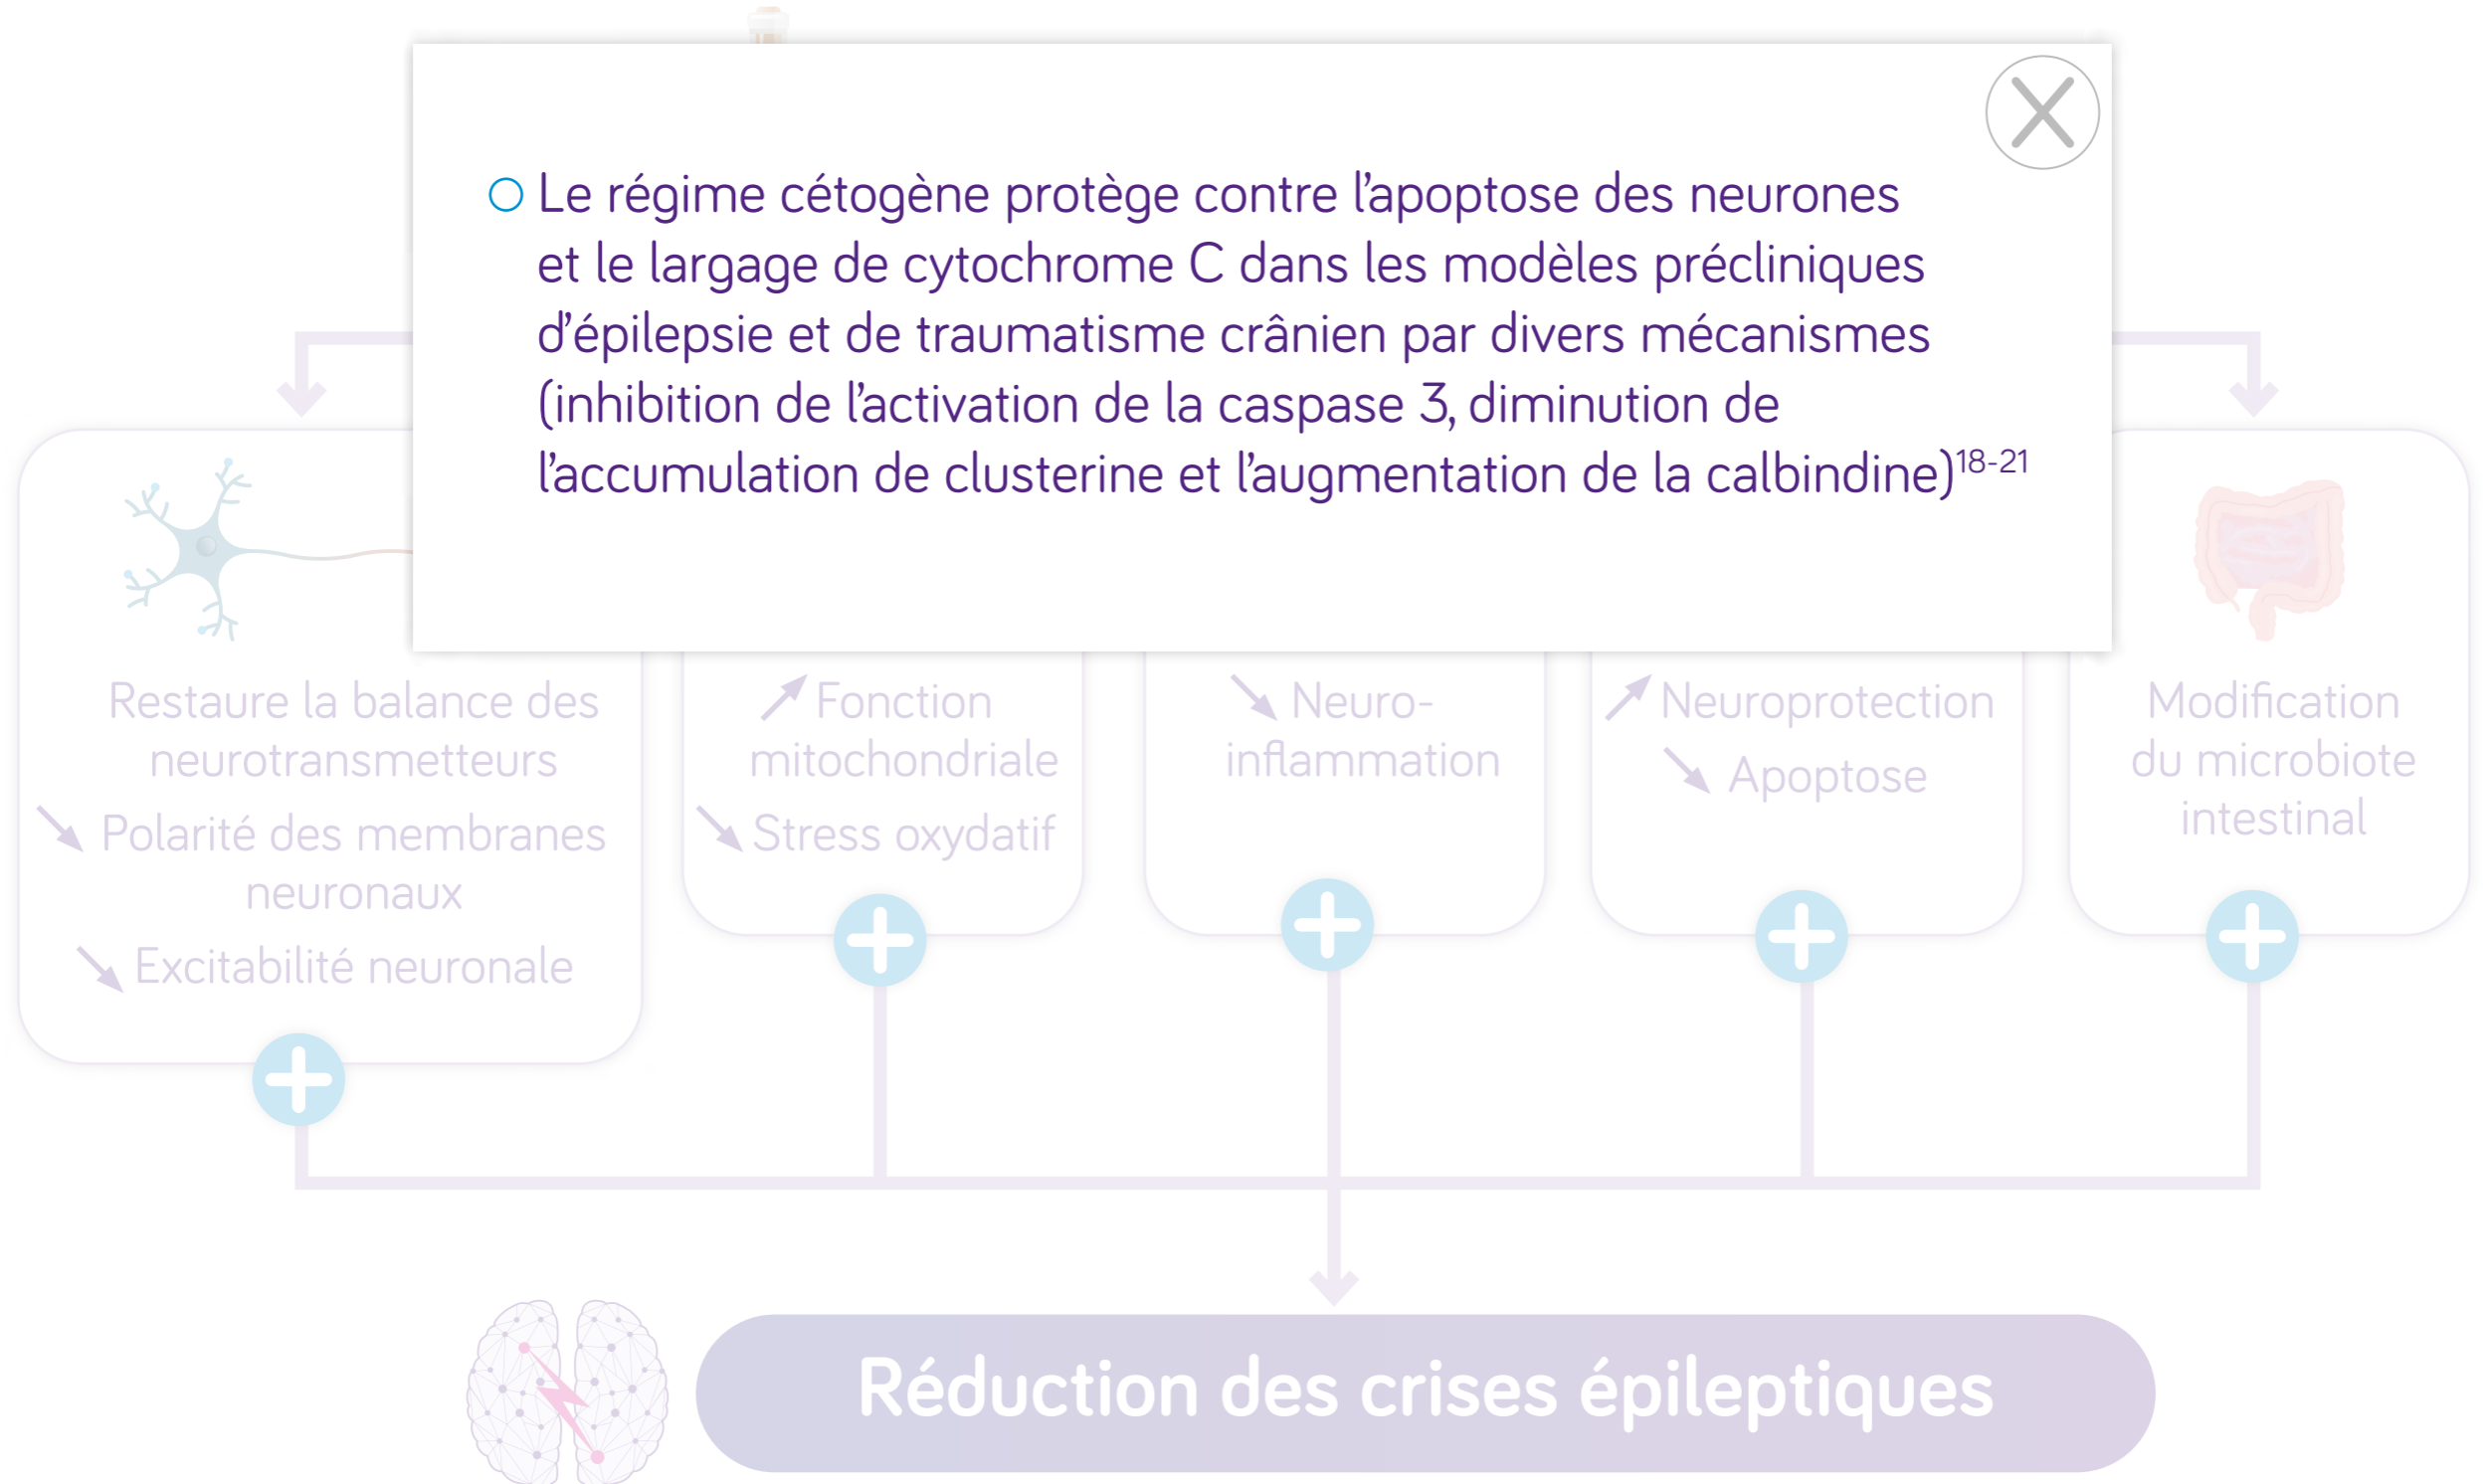 Le régime cétogène protège contre l’apoptose des neurones
et le largage de cytochrome C dans les modèles précliniques
d’épilepsie et de traumatisme crânien par divers mécanismes
(inhibition de l’activation de la caspase 3, diminution de
l’accumulation de clusterine et l’augmentation de la calbindine)18-21
Restaure la balance des
neurotransmetteurs
Polarité des membranes
neuronaux
Excitabilité neuronale
Fonction
mitochondriale
Stress oxydatif
Neuro-
inflammation
Neuroprotection
Apoptose
Modification
du microbiote
intestinal
Réduction des crises épileptiques